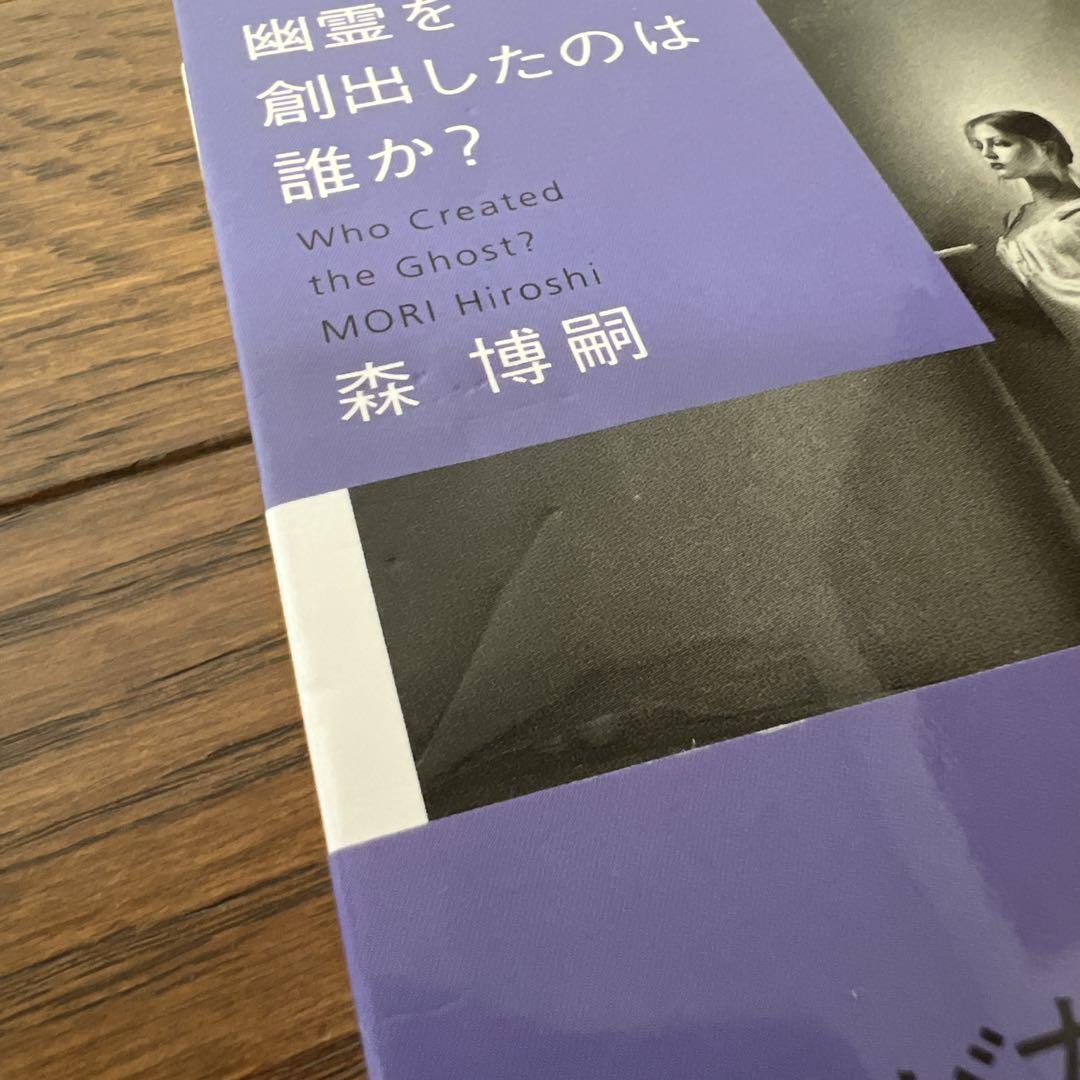 幽霊を
創出したのは
誰か?
Who Created
the Ghost?
MORI Hiroshi
森 博嗣